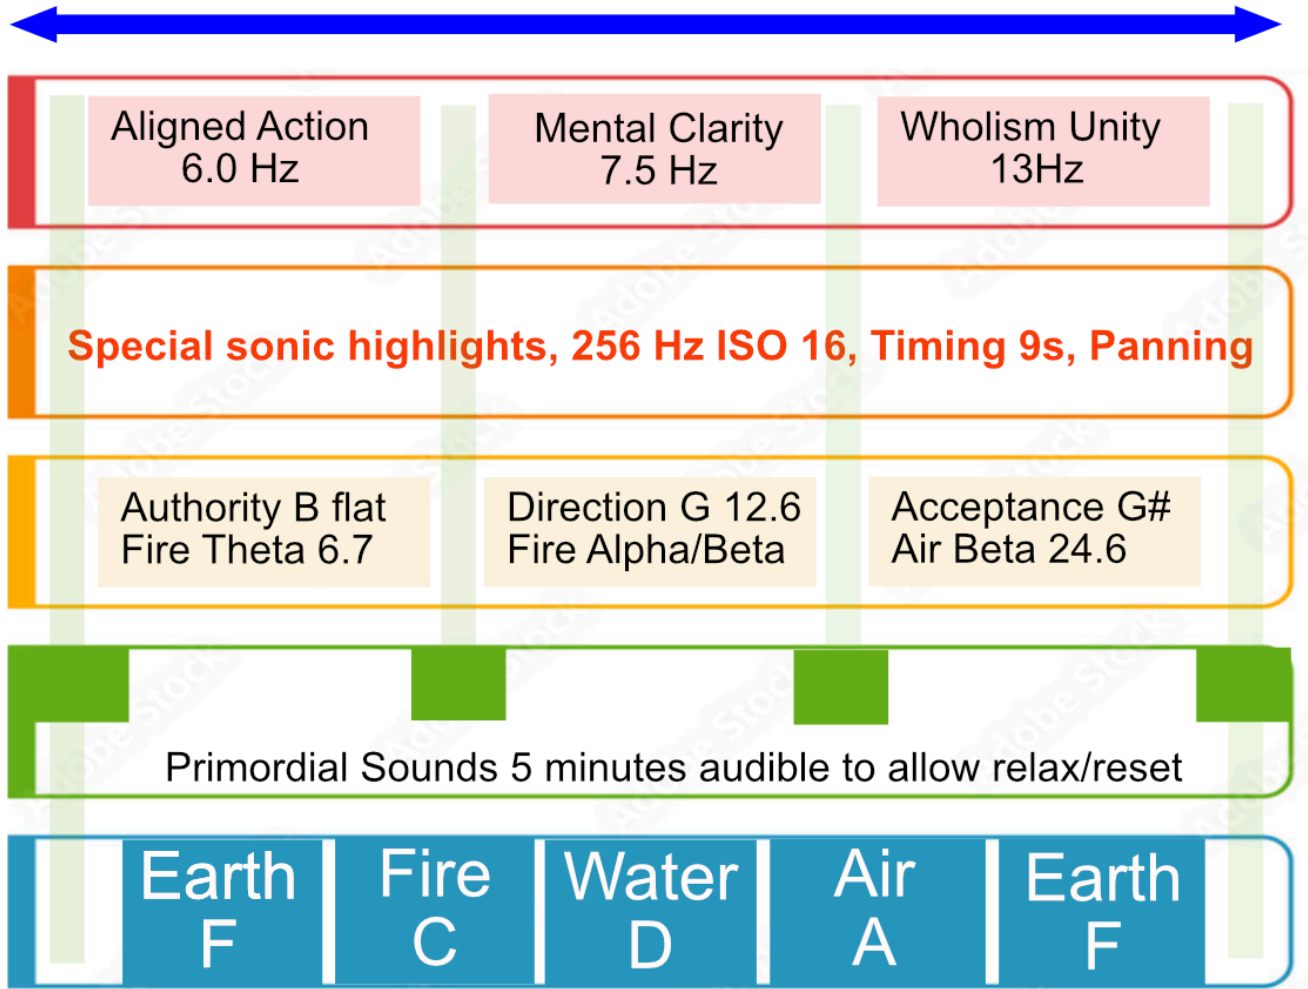 Aligned Action
6.0 Hz
Mental Clarity
7.5 Hz
Wholism Unity
13Hz
Special sonic highlights, 256 Hz ISO 16, Timing 9s, Panning
Authority B flat
Fire Theta 6.7
Direction G 12.6
Fire Alpha/Beta
Acceptance G#
Air Beta 24.6
Primordial Sounds 5 minutes audible to allow relax/reset
Earth
F
Fire
C
Water
D
Air
A
Earth
F
Adobe Stock